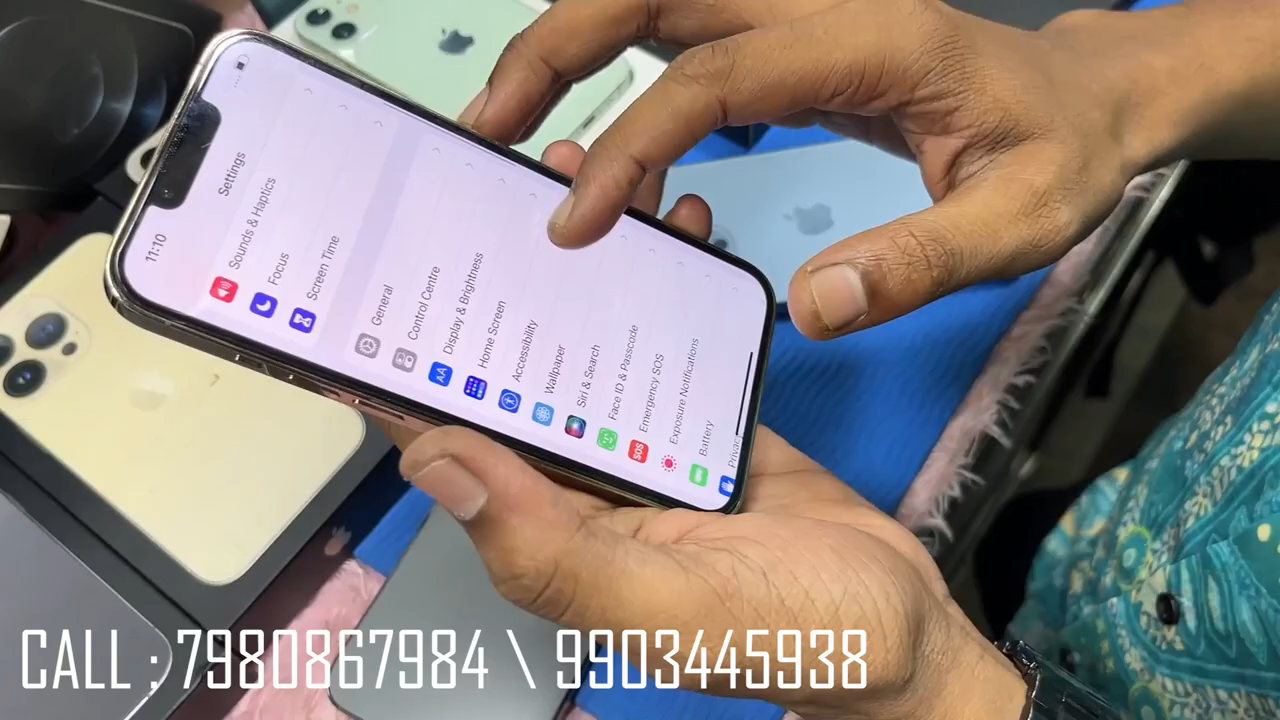 11:10
Settings
Sounds & Haptics
Focus
Screen Time
General
Control Centre
Display & Brightness
Home Screen
Accessibility
Wallpaper
Siri & Search
Face ID & Passcode
SOS Emergency SOS
Exposure Notifications
Battery
CALL : 7980867984 \ 9903445938